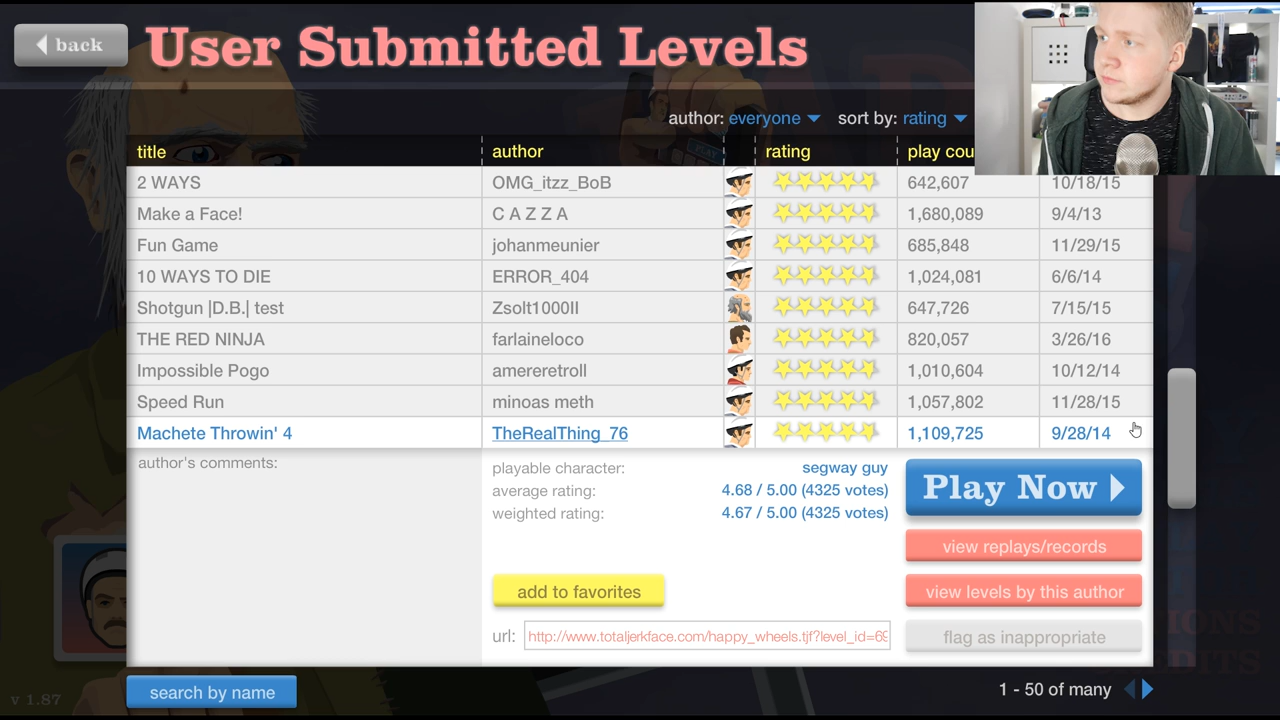 back
User Submitted Levels
author: everyone sort by: rating
title author rating play cou
2 WAYS OMG_itzz_BoB 642,607 10/18/15
Make a Face! C A Z Z A 1,680,089 9/4/13
Fun Game johanmeunier 685,848 11/29/15
10 WAYS TO DIE ERROR_404 1,024,081 6/6/14
Shotgun |D.B.| test Zsolt1000II 647,726 7/15/15
THE RED NINJA farlaineloco 820,057 3/26/16
Impossible Pogo amereretroll 1,010,604 10/12/14
Speed Run minoas meth 1,057,802 11/28/15
Machete Throwin' 4 TheRealThing_76 1,109,725 9/28/14
author's comments:
playable character: segway guy
average rating: 4.68 / 5.00 (4325 votes)
weighted rating: 4.67 / 5.00 (4325 votes)
Play Now
view replays/records
add to favorites
view levels by this author
url: http://www.totaljerkface.com/happy_wheels.tjf?level_id=69
flag as inappropriate
search by name
1 - 50 of many
v 1.87